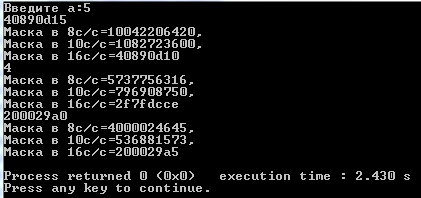 Введите a:5
40890d15
Маска в 8с/с=10042206420,
Маска в 10с/с=1082723600,
Маска в 16с/с=40890d10
4
Маска в 8с/с=5737756316,
Маска в 10с/с=796908750,
Маска в 16с/с=2f7fdcce
200029a0
Маска в 8с/с=4000024645,
Маска в 10с/с=536881573,
Маска в 16с/с=200029a5
Process returned 0 (0x0)   execution time : 2.430 s
Press any key to continue.